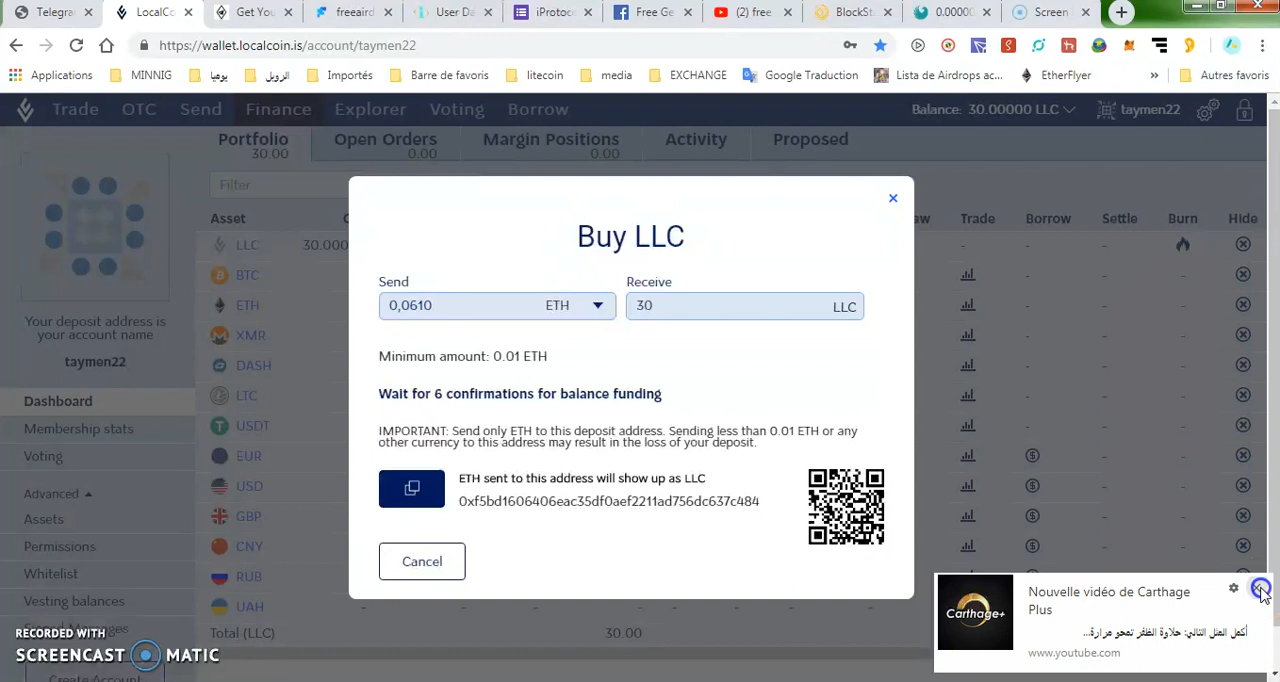 Telegra
LocalCo
Get You
freeaird
User Da
iProtoc
Free Ge
(2) free
BlockSt
0.0000
Screen
https://wallet.localcoin.is/account/taymen22
Applications
MINNIG
يوميا
الزويل
Importés
Barre de favoris
litecoin
media
EXCHANGE
Google Traduction
Lista de Airdrops ac...
EtherFlyer
»
Autres favoris
Trade
OTC
Send
Finance
Explorer
Voting
Borrow
Balance: 30.00000 LLC
taymen22
Portfolio
30.00
Open Orders
0.00
Margin Positions
0.00
Activity
Proposed
Filter
Asset
Trade
Borrow
Settle
Burn
Hide
LLC
30.000
BTC
ETH
XMR
DASH
LTC
USDT
EUR
USD
GBP
CNY
RUB
UAH
Total (LLC)
30.00
Your deposit address is
your account name
taymen22
Dashboard
Membership stats
Voting
Advanced
Assets
Permissions
Whitelist
Vesting balances
Create Account
Buy LLC
Send
0,0610 ETH
Receive
30 LLC
Minimum amount: 0.01 ETH
Wait for 6 confirmations for balance funding
IMPORTANT: Send only ETH to this deposit address. Sending less than 0.01 ETH or any
other currency to this address may result in the loss of your deposit.
ETH sent to this address will show up as LLC
0xf5bd1606406eac35df0aef2211ad756dc637c484
Cancel
Carthage+
Nouvelle vidéo de Carthage
Plus
www.youtube.com
RECORDED WITH
SCREENCAST MATIC